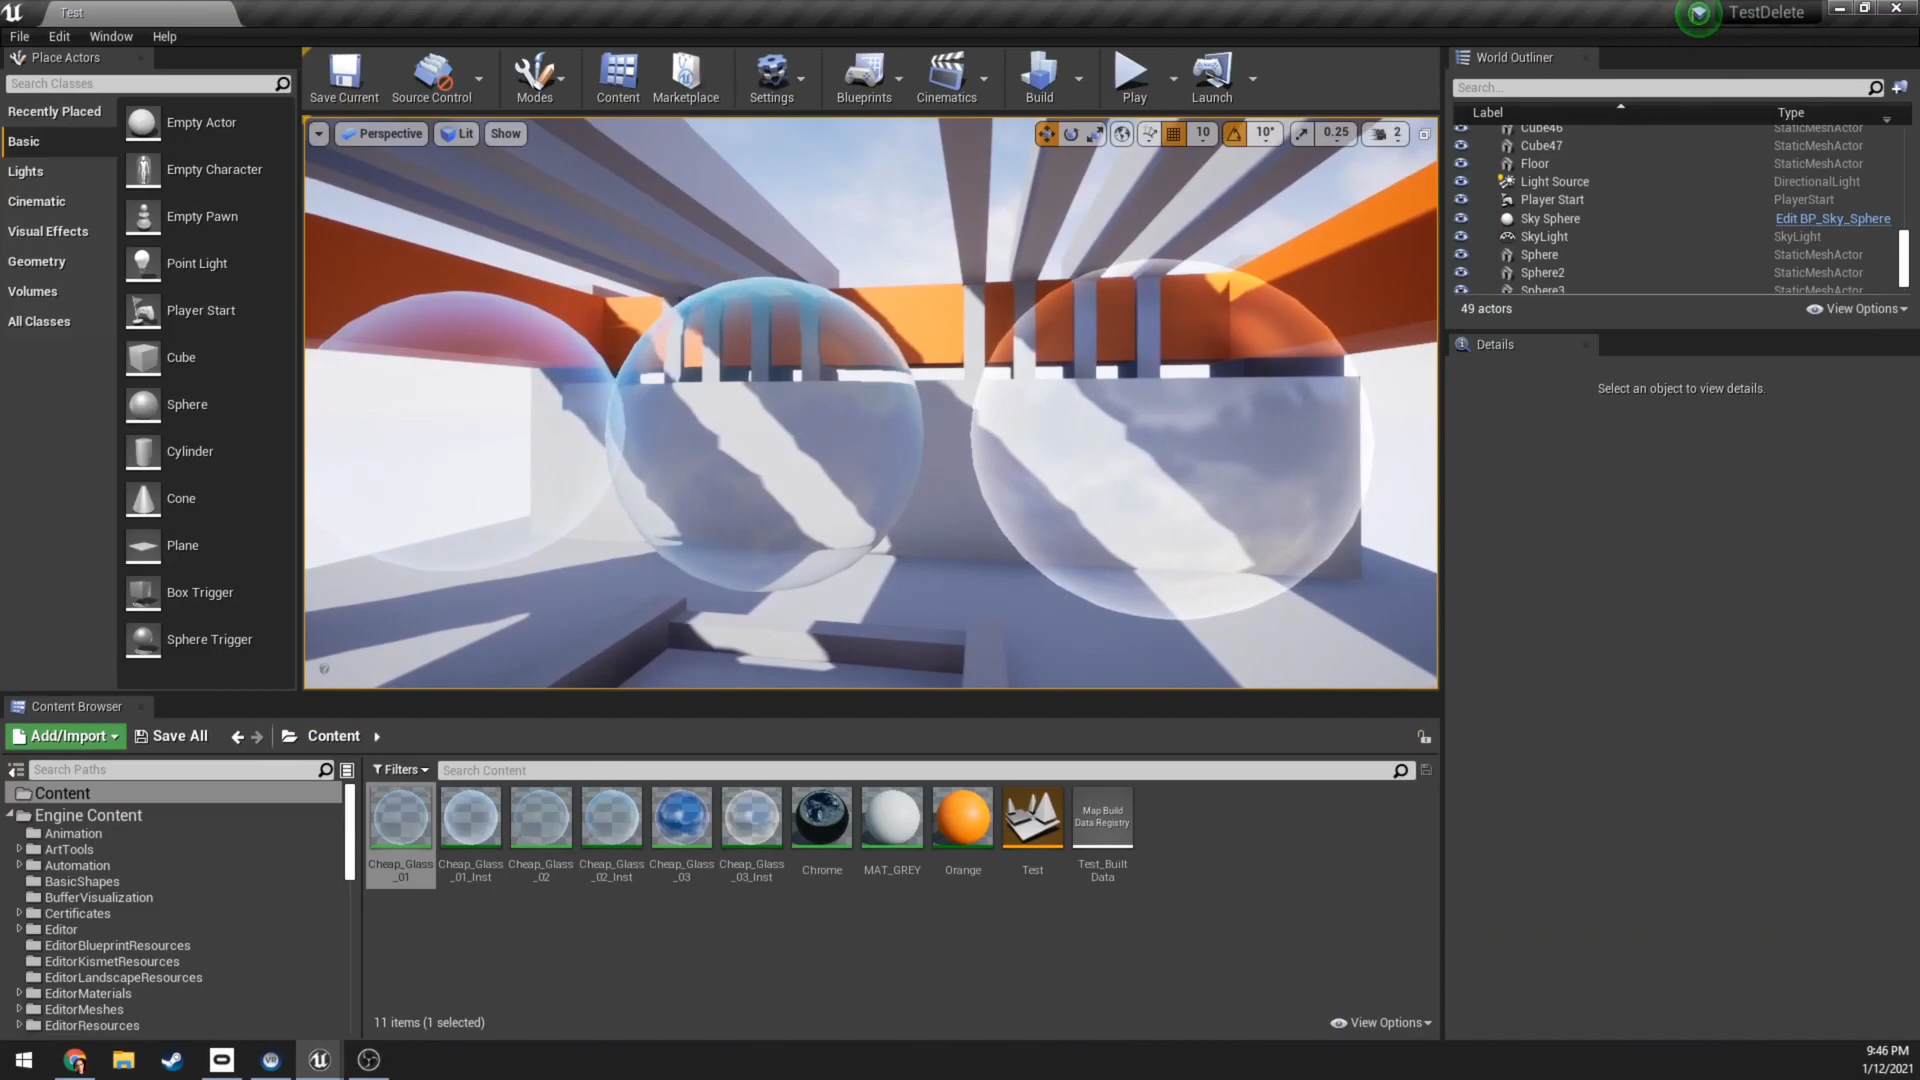 Test
TestDelete
File Edit Window Help
Place Actors
Search Classes
Recently Placed
Basic
Lights
Cinematic
Visual Effects
Geometry
Volumes
All Classes
Empty Actor
Empty Character
Empty Pawn
Point Light
Player Start
Cube
Sphere
Cylinder
Cone
Plane
Box Trigger
Sphere Trigger
Save Current Source Control Modes Content Marketplace Settings Blueprints Cinematics Build Play Launch
Perspective Lit Show 10 10° 0.25 2
World Outliner
Search...
Label Type
Cube46 StaticMeshActor
Cube47 StaticMeshActor
Floor StaticMeshActor
Light Source DirectionalLight
Player Start PlayerStart
Sky Sphere Edit BP_Sky_Sphere
SkyLight SkyLight
Sphere StaticMeshActor
Sphere2 StaticMeshActor
Sphere3 StaticMeshActor
49 actors View Options
Details
Select an object to view details.
Content Browser
Add/Import Save All Content
Search Paths
Content
Engine Content
Animation
ArtTools
Automation
BasicShapes
BufferVisualization
Certificates
Editor
EditorBlueprintResources
EditorKismetResources
EditorLandscapeResources
EditorMaterials
EditorMeshes
EditorResources
Filters Search Content
Cheap_Glass
_01
Cheap_Glass
_01_Inst
Cheap_Glass
_02
Cheap_Glass
_02_Inst
Cheap_Glass
_03
Cheap_Glass
_03_Inst
Chrome
MAT_GREY
Orange
Test
Map Build
Data Registry
Test_Built
Data
11 items (1 selected) View Options
9:46 PM
1/12/2021